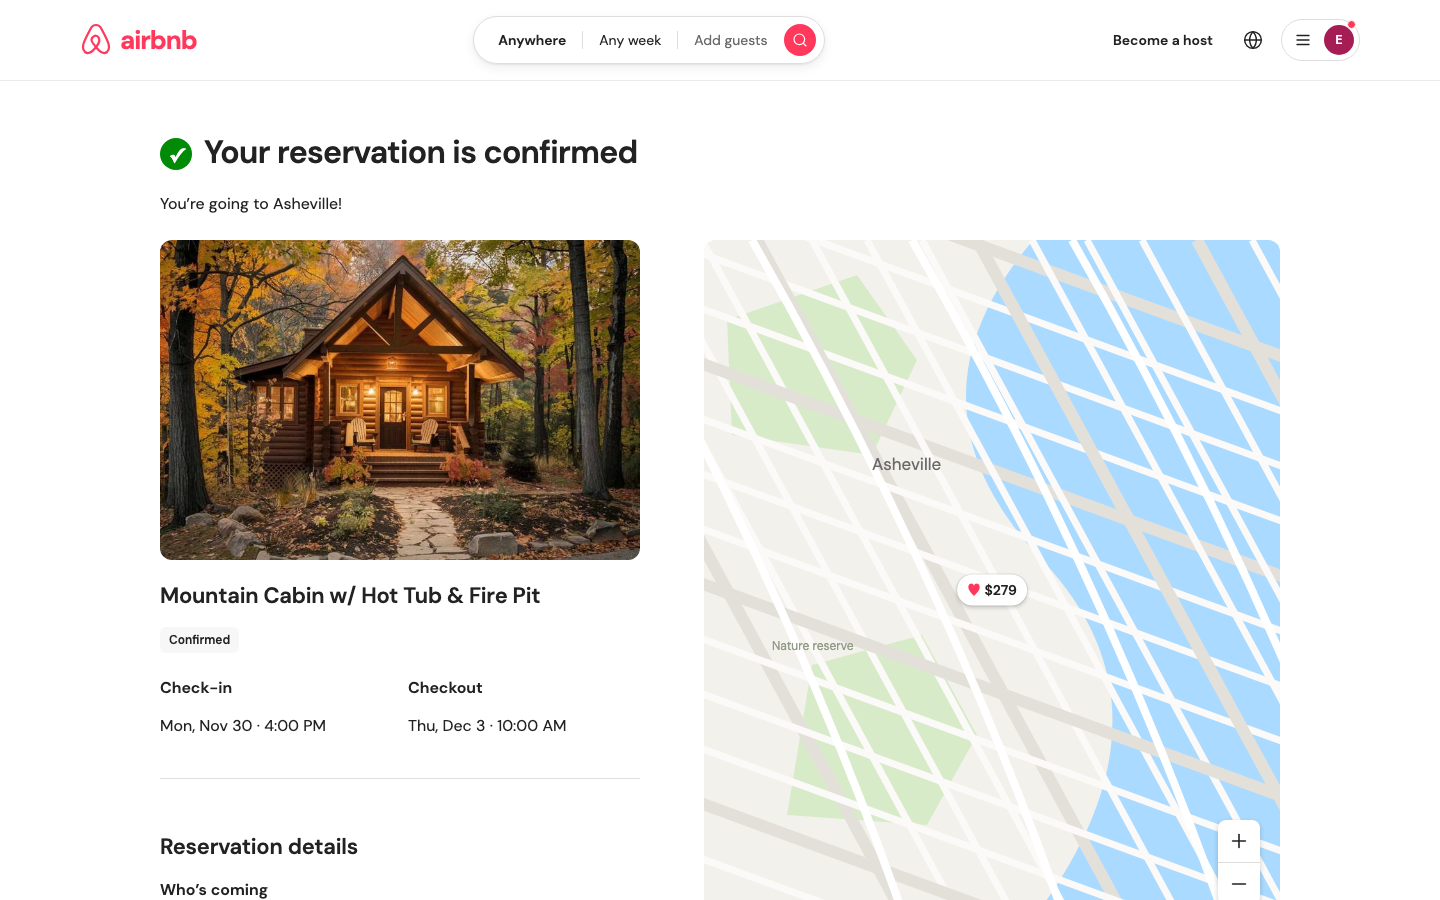 airbnb
Anywhere
Any week
Add guests
Become a host
E
Your reservation is confirmed
You’re going to Asheville!
Mountain Cabin w/ Hot Tub & Fire Pit
Confirmed
Check-in
Checkout
Mon, Nov 30 · 4:00 PM
Thu, Dec 3 · 10:00 AM
Reservation details
Who’s coming
Asheville
$279
Nature reserve